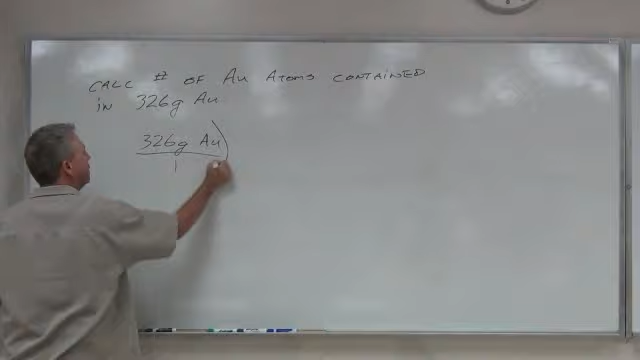 CALC # OF Au ATOMS CONTAINED
IN 326g Au
326g Au)
1